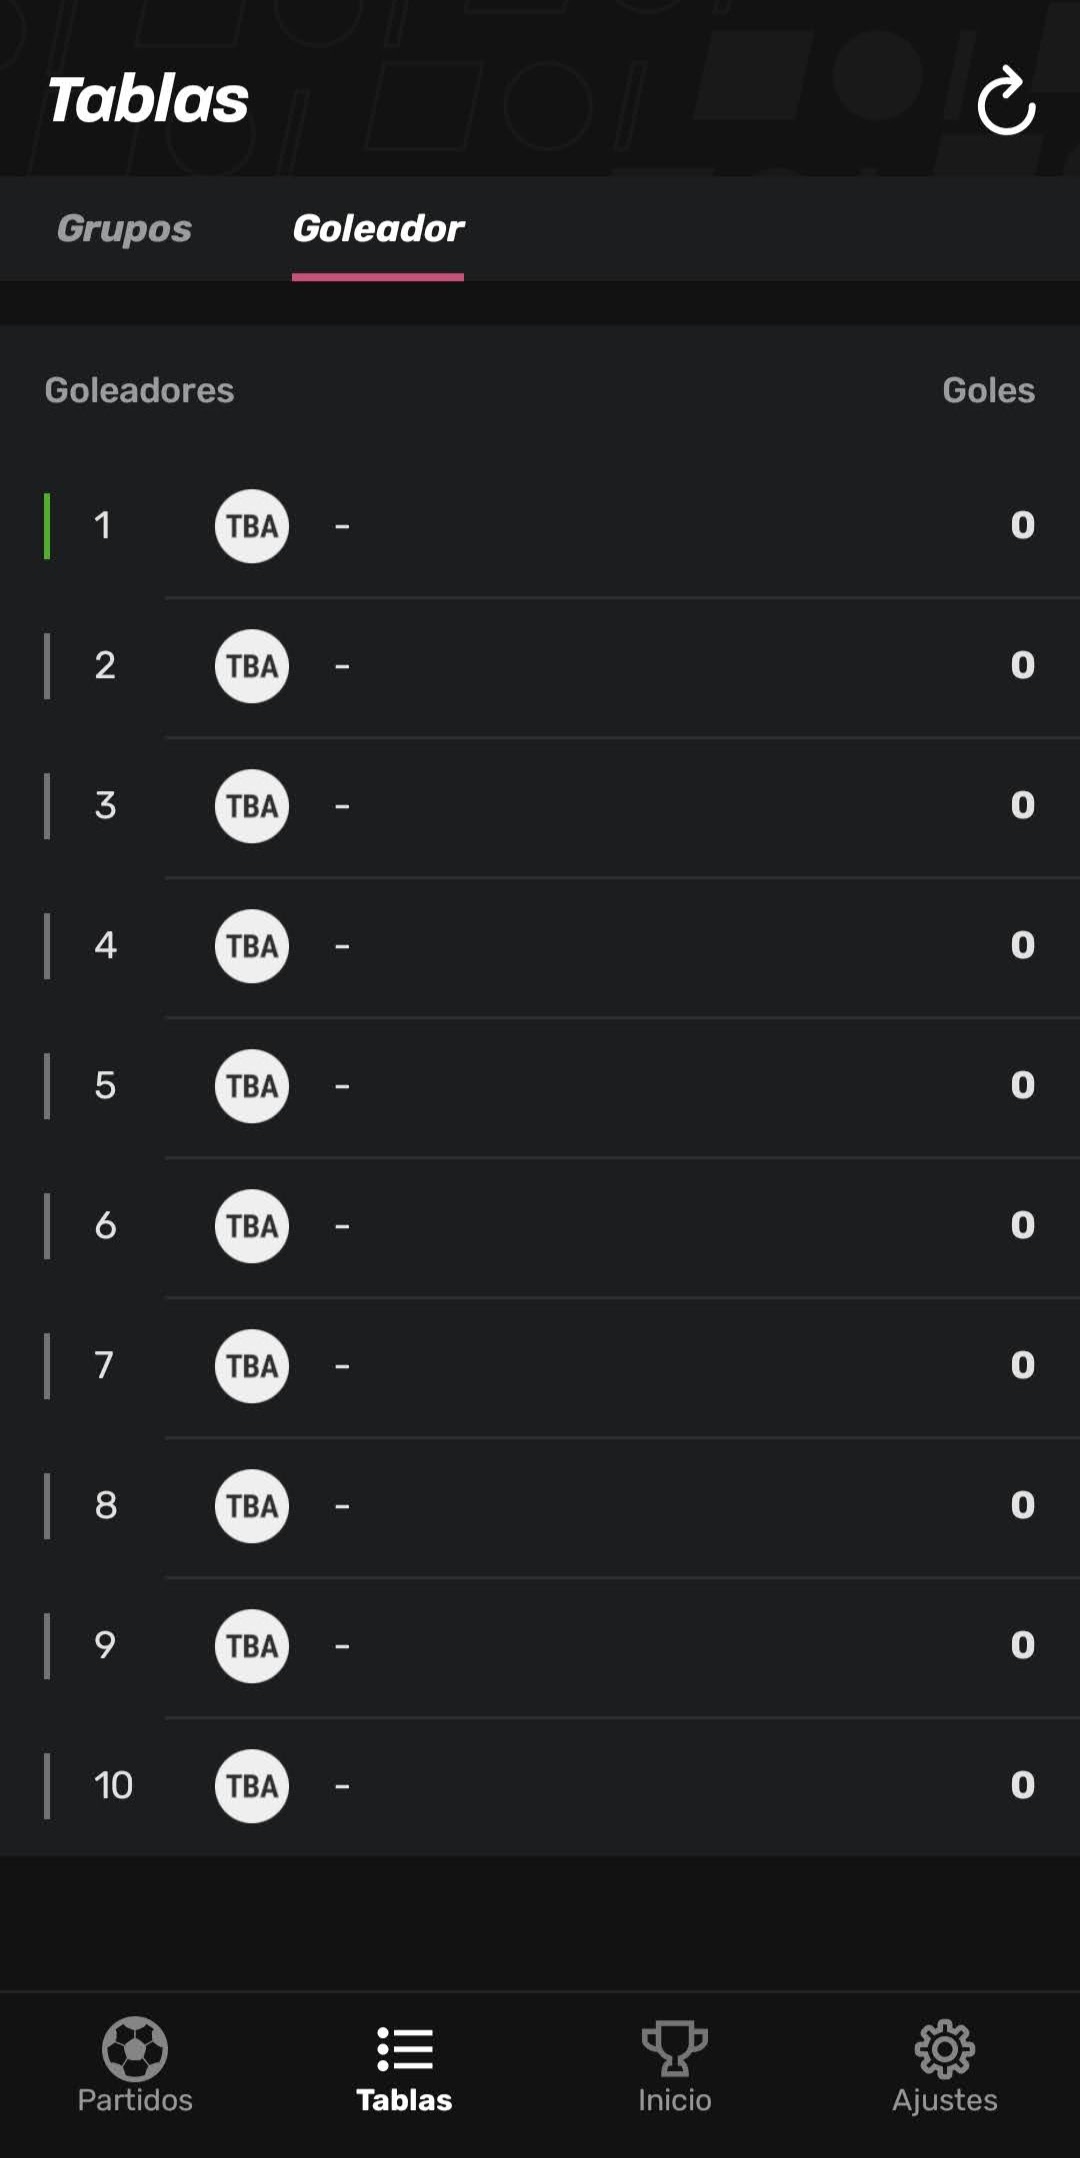 Tablas
Grupos Goleador
Goleadores Goles
1 TBA - 0
2 TBA - 0
3 TBA - 0
4 TBA - 0
5 TBA - 0
6 TBA - 0
7 TBA - 0
8 TBA - 0
9 TBA - 0
10 TBA - 0
Partidos Tablas Inicio Ajustes